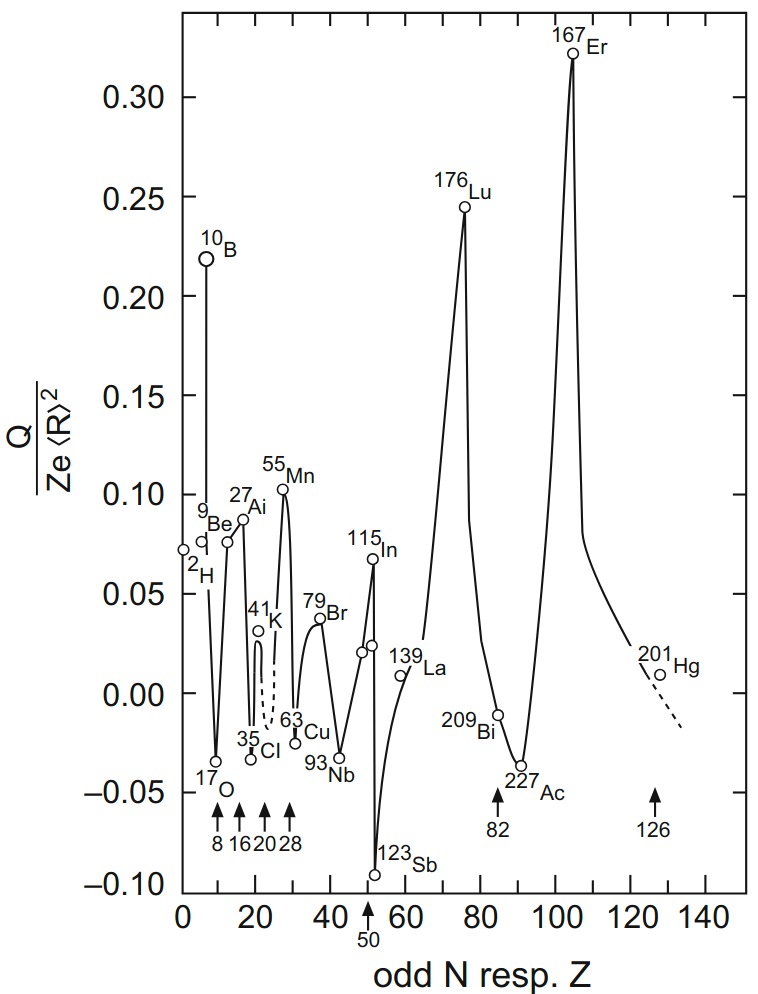 167Er
0.30
0.25
176Lu
10B
0.20
0.15
Q
Ze ⟨R⟩2
0.10
55Mn
27Ai
9Be
115In
2H
0.05
79Br
41K
139La
201Hg
0.00
63Cu
35Cl
209Bi
93Nb
17O
–0.05
227Ac
8 16 20 28 82 126
123Sb
–0.10
0 20 40 60 80 100 120 140
50
odd N resp. Z